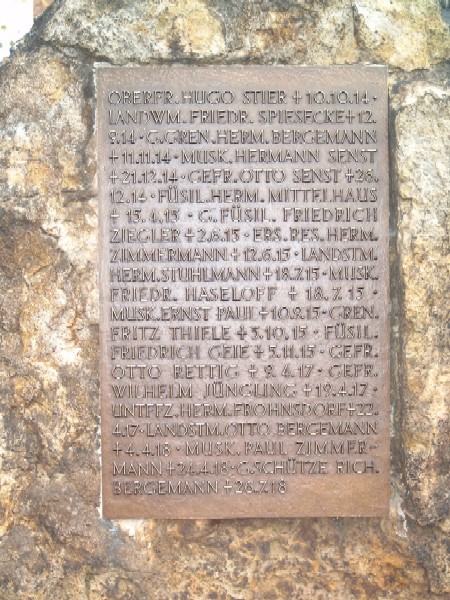 OBERFR. HUGO STIER † 10.10.14 ·
LANDWM. FRIEDR. SPIESECKE † 12.
9.14 · G. GREN. HERM. BERGEMANN
† 11.11.14 · MUSK. HERMANN SENST
† 21.12.14 · GEFR. OTTO SENST † 28.
12.14 · FÜSIL. HERM. MITTELHAUS
† 15.4.15 · G. FÜSIL. FRIEDRICH
ZIEGLER † 2.6.15 · ERS. RES. HERM.
ZIMMERMANN † 12.6.15 · LANDSTM.
HERM. STUHLMANN † 18.7.15 · MUSK.
FRIEDR. HASELOFF † 18.7.15 ·
MUSK. ERNST PAUL † 10.9.15 · GREN.
FRITZ THIELE † 3.10.15 · FÜSIL.
FRIEDRICH GEIE † 5.11.15 · GEFR.
OTTO RETTIG † 9.4.17 · GEFR.
WILHELM JÜNGLING † 19.4.17 ·
UNTFFZ. HERM. FROHNSDORF † 22.
4.17 · LANDSTM. OTTO BERGEMANN
† 4.4.18 · MUSK. PAUL ZIMMER-
MANN † 24.4.18 · G. SCHÜTZE RICH.
BERGEMANN † 26.7.18